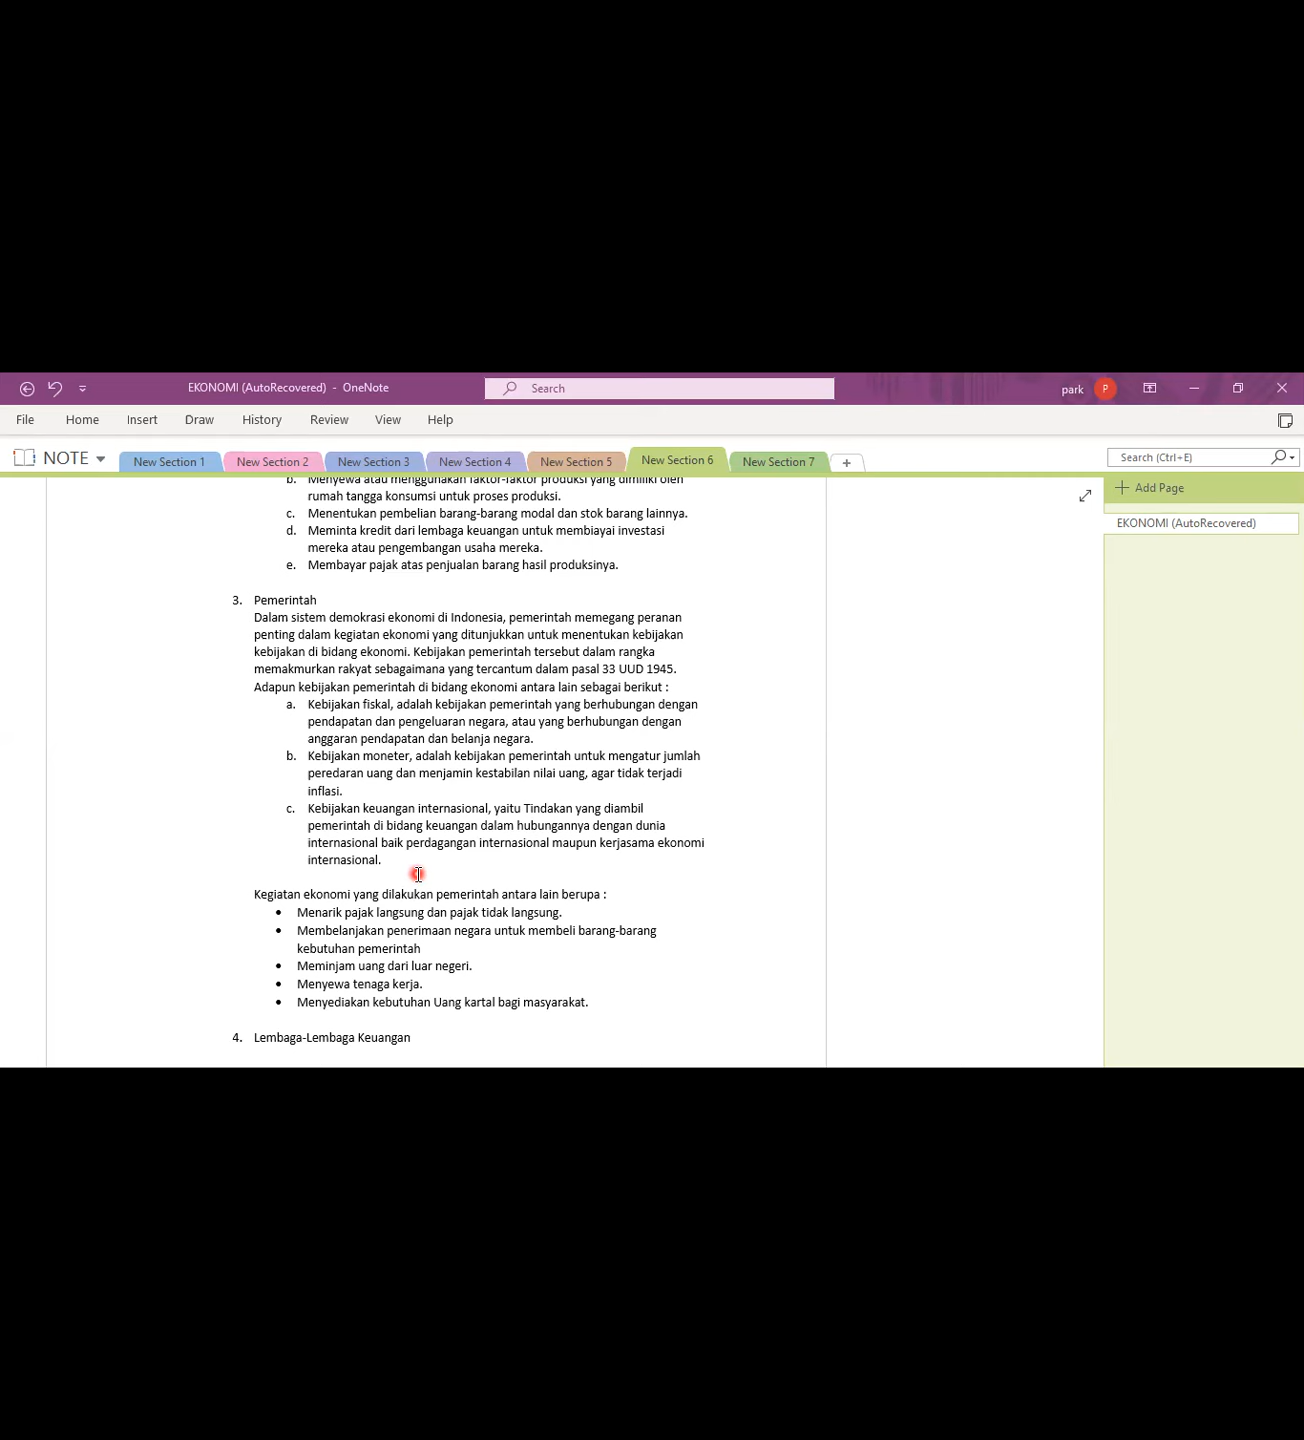 EKONOMI (AutoRecovered) - OneNote
Search
park
P
File Home Insert Draw History Review View Help
NOTE
New Section 1 New Section 2 New Section 3 New Section 4 New Section 5 New Section 6 New Section 7 +
Search (Ctrl+E)
Add Page
EKONOMI (AutoRecovered)
b. Menyewa atau menggunakan faktor-faktor produksi yang dimiliki oleh
rumah tangga konsumsi untuk proses produksi.
c. Menentukan pembelian barang-barang modal dan stok barang lainnya.
d. Meminta kredit dari lembaga keuangan untuk membiayai investasi
mereka atau pengembangan usaha mereka.
e. Membayar pajak atas penjualan barang hasil produksinya.
3. Pemerintah
Dalam sistem demokrasi ekonomi di Indonesia, pemerintah memegang peranan
penting dalam kegiatan ekonomi yang ditunjukkan untuk menentukan kebijakan
kebijakan di bidang ekonomi. Kebijakan pemerintah tersebut dalam rangka
memakmurkan rakyat sebagaimana yang tercantum dalam pasal 33 UUD 1945.
Adapun kebijakan pemerintah di bidang ekonomi antara lain sebagai berikut :
a. Kebijakan fiskal, adalah kebijakan pemerintah yang berhubungan dengan
pendapatan dan pengeluaran negara, atau yang berhubungan dengan
anggaran pendapatan dan belanja negara.
b. Kebijakan moneter, adalah kebijakan pemerintah untuk mengatur jumlah
peredaran uang dan menjamin kestabilan nilai uang, agar tidak terjadi
inflasi.
c. Kebijakan keuangan internasional, yaitu Tindakan yang diambil
pemerintah di bidang keuangan dalam hubungannya dengan dunia
internasional baik perdagangan internasional maupun kerjasama ekonomi
internasional.
Kegiatan ekonomi yang dilakukan pemerintah antara lain berupa :
• Menarik pajak langsung dan pajak tidak langsung.
• Membelanjakan penerimaan negara untuk membeli barang-barang
kebutuhan pemerintah
• Meminjam uang dari luar negeri.
• Menyewa tenaga kerja.
• Menyediakan kebutuhan Uang kartal bagi masyarakat.
4. Lembaga-Lembaga Keuangan